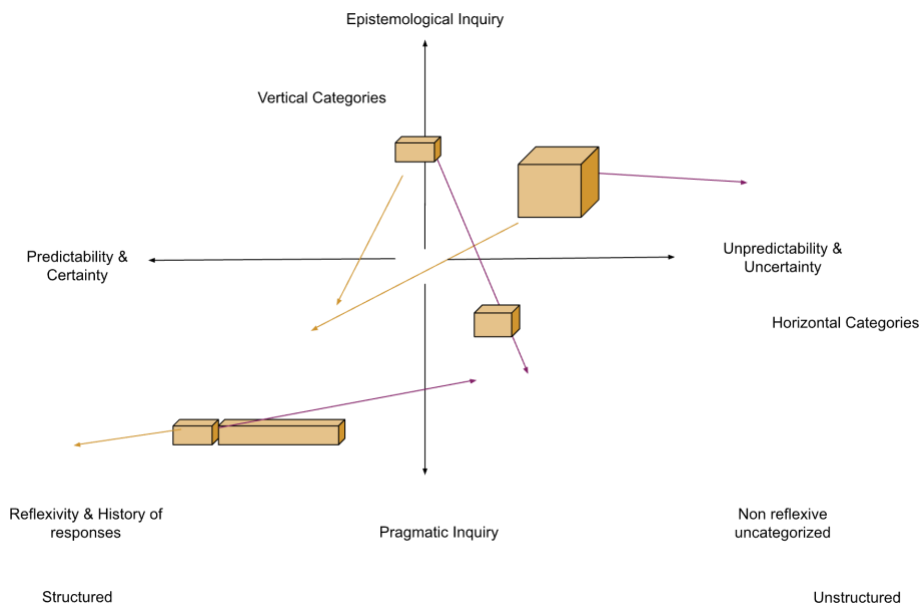 Epistemological Inquiry
Vertical Categories
Predictability &
Certainty
Unpredictability &
Uncertainty
Horizontal Categories
Reflexivity & History of
responses
Pragmatic Inquiry
Non reflexive
uncategorized
Structured
Unstructured